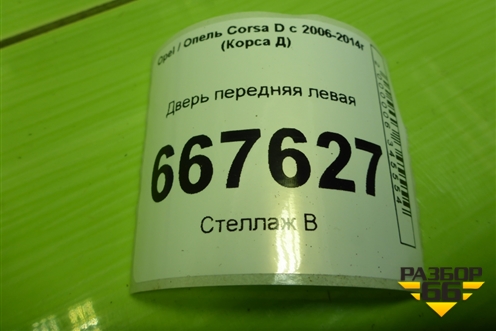 Opel / Опель Corsa D с 2006-2014г
(Корса Д)
Дверь передняя левая
667627
Стеллаж В
РАЗБОР
66